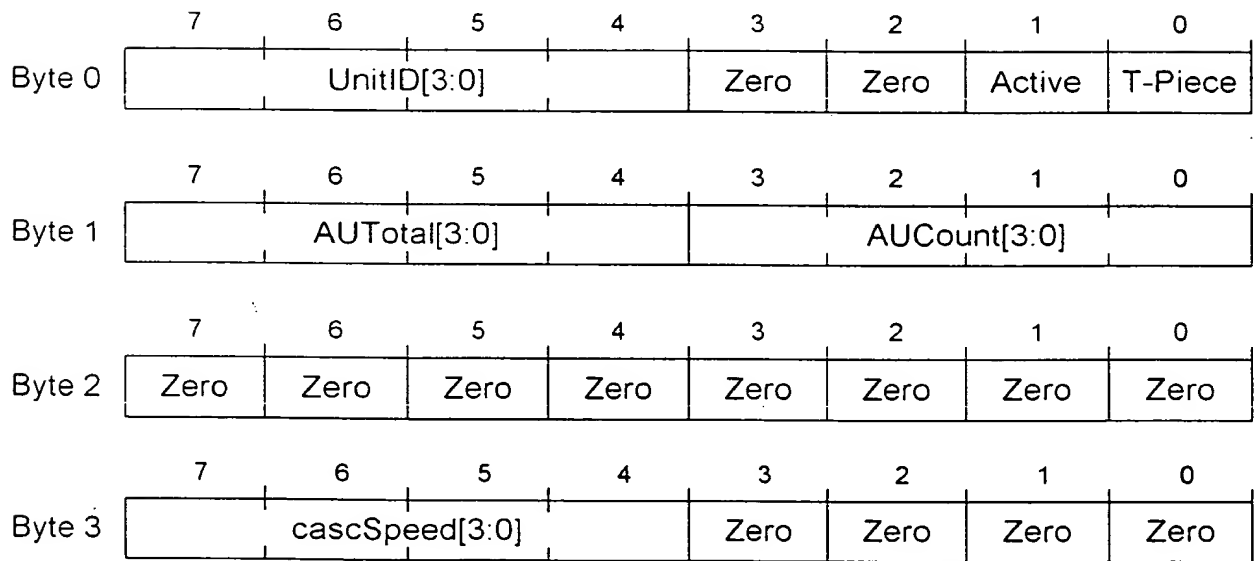 7 6 5 4 3 2 1 0
Byte 0 UnitID[3:0] Zero Zero Active T-Piece
7 6 5 4 3 2 1 0
Byte 1 AUTotal[3:0] AUCount[3:0]
7 6 5 4 3 2 1 0
Byte 2 Zero Zero Zero Zero Zero Zero Zero Zero
7 6 5 4 3 2 1 0
Byte 3 cascSpeed[3:0] Zero Zero Zero Zero